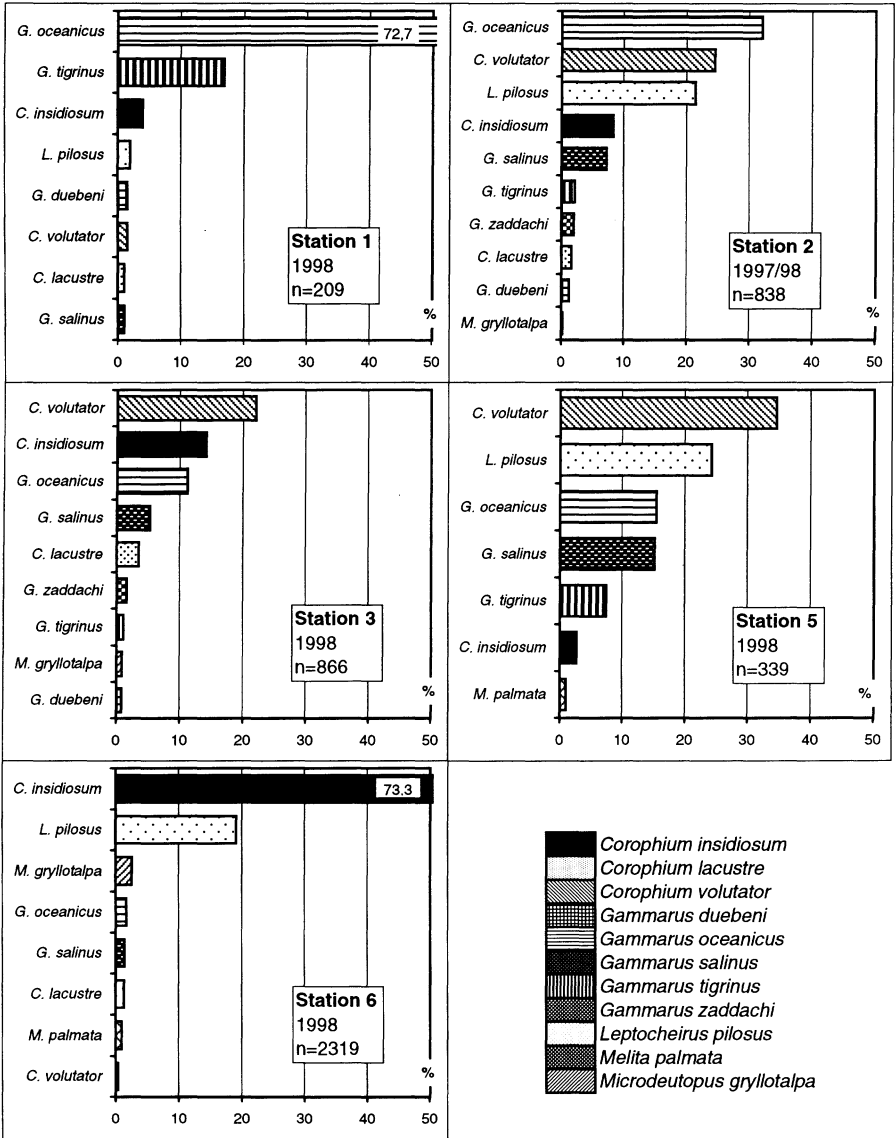 G. oceanicus
72,7
G. tigrinus
C. insidiosum
L. pilosus
G. duebeni
C. volutator
C. lacustre
G. salinus
Station 1
1998
n=209
%
0 10 20 30 40 50
G. oceanicus
C. volutator
L. pilosus
C. insidiosum
G. salinus
G. tigrinus
G. zaddachi
C. lacustre
G. duebeni
M. gryllotalpa
Station 2
1997/98
n=838
%
0 10 20 30 40 50
C. volutator
C. insidiosum
G. oceanicus
G. salinus
C. lacustre
G. zaddachi
G. tigrinus
M. gryllotalpa
G. duebeni
Station 3
1998
n=866
%
0 10 20 30 40 50
C. volutator
L. pilosus
G. oceanicus
G. salinus
G. tigrinus
C. insidiosum
M. palmata
Station 5
1998
n=339
%
0 10 20 30 40 50
C. insidiosum
73.3
L. pilosus
M. gryllotalpa
G. oceanicus
G. salinus
C. lacustre
M. palmata
C. volutator
Station 6
1998
n=2319
%
0 10 20 30 40 50
Corophium insidiosum
Corophium lacustre
Corophium volutator
Gammarus duebeni
Gammarus oceanicus
Gammarus salinus
Gammarus tigrinus
Gammarus zaddachi
Leptocheirus pilosus
Melita palmata
Microdeutopus gryllotalpa